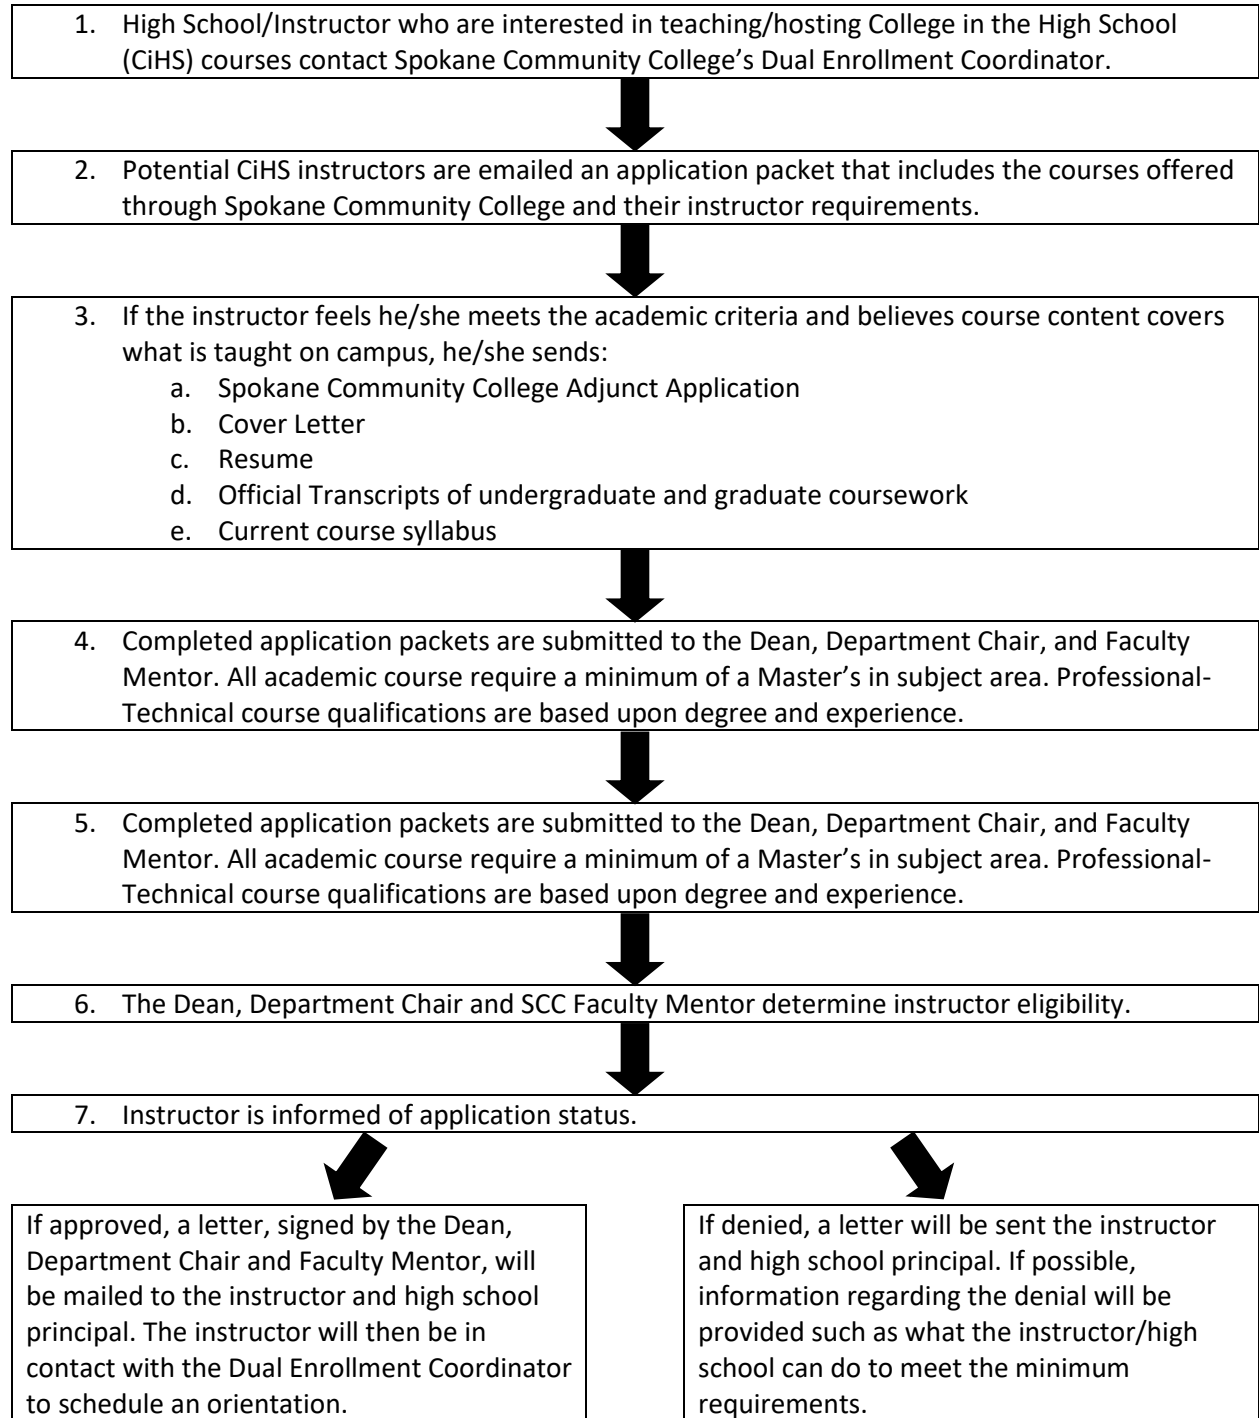 1. High School/Instructor who are interested in teaching/hosting College in the High School
(CiHS) courses contact Spokane Community College's Dual Enrollment Coordinator.
2. Potential CiHS instructors are emailed an application packet that includes the courses offered
through Spokane Community College and their instructor requirements.
3. If the instructor feels he/she meets the academic criteria and believes course content covers
what is taught on campus, he/she sends:
a. Spokane Community College Adjunct Application
b. Cover Letter
c. Resume
d. Official Transcripts of undergraduate and graduate coursework
e. Current course syllabus
4. Completed application packets are submitted to the Dean, Department Chair, and Faculty
Mentor. All academic course require a minimum of a Master's in subject area. Professional-
Technical course qualifications are based upon degree and experience.
5. Completed application packets are submitted to the Dean, Department Chair, and Faculty
Mentor. All academic course require a minimum of a Master's in subject area. Professional-
Technical course qualifications are based upon degree and experience.
6. The Dean, Department Chair and SCC Faculty Mentor determine instructor eligibility.
7. Instructor is informed of application status.
If approved, a letter, signed by the Dean,
Department Chair and Faculty Mentor, will
be mailed to the instructor and high school
principal. The instructor will then be in
contact with the Dual Enrollment Coordinator
to schedule an orientation.
If denied, a letter will be sent the instructor
and high school principal. If possible,
information regarding the denial will be
provided such as what the instructor/high
school can do to meet the minimum
requirements.